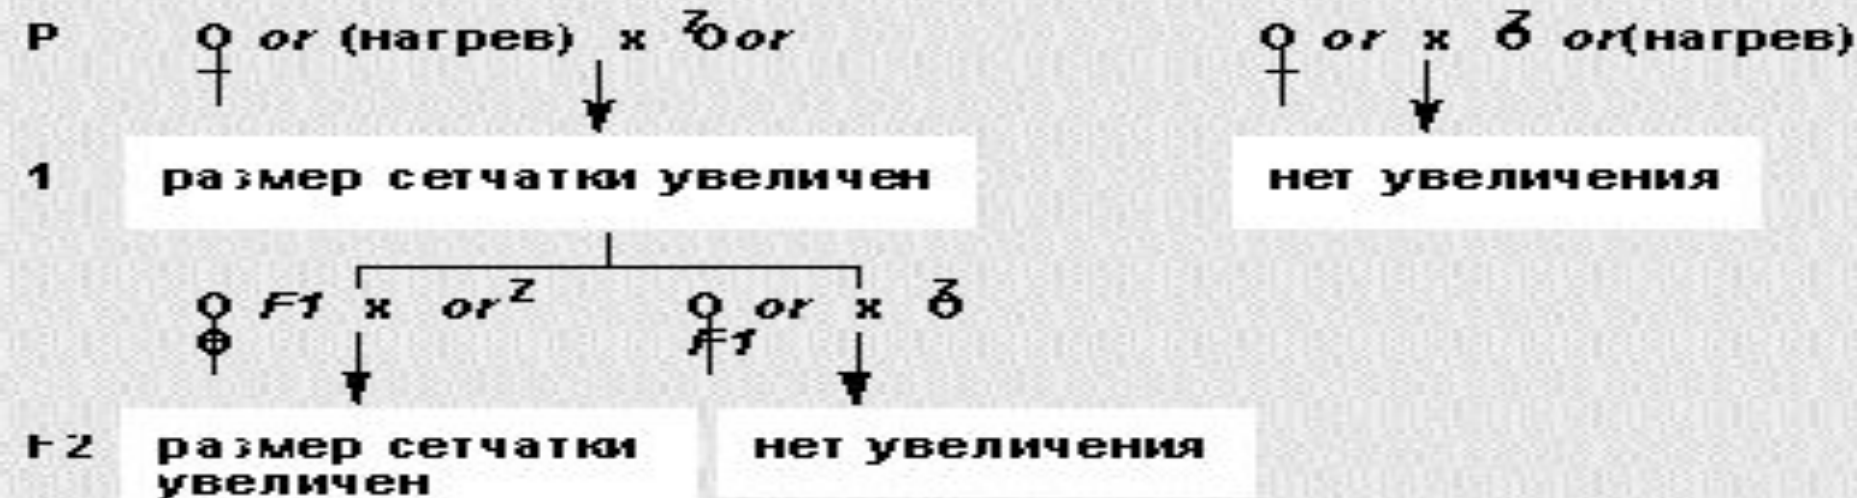 P ♀ or (нагрев) x ♂ or ♀ or x ♂ or(нагрев)
1 размер сетчатки увеличен нет увеличения
♀ F1 x or ♀ or x ♂
F1
F2 размер сетчатки нет увеличения
увеличен